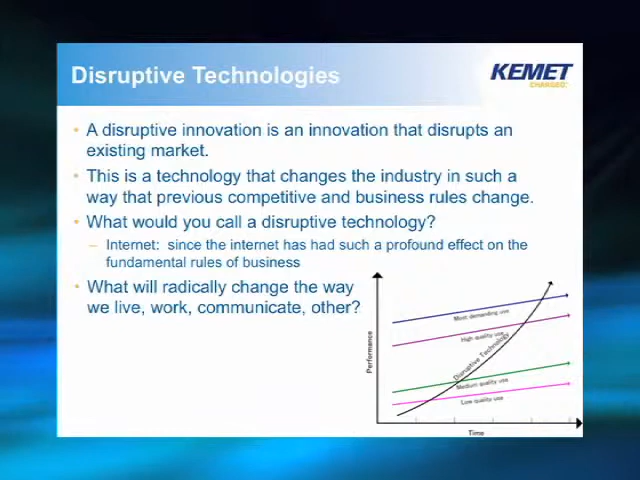 Disruptive Technologies
KEMET
CHARGED.
• A disruptive innovation is an innovation that disrupts an
existing market.
• This is a technology that changes the industry in such a
way that previous competitive and business rules change.
• What would you call a disruptive technology?
– Internet: since the internet has had such a profound effect on the
fundamental rules of business
• What will radically change the way
we live, work, communicate, other?
Performance
Most demanding use
High quality use
Disruptive Technology
Medium quality use
Low quality use
Time